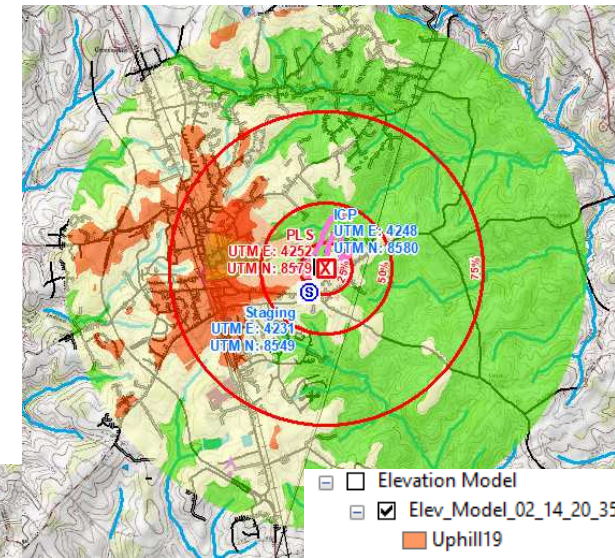 ICP
UTM E: 4248
UTM N: 8580
PLS
UTM E: 4252
UTM N: 8579
X
25%
50%
75%
S
Staging
UTM E: 4231
UTM N: 8549
Elevation Model
Elev_Model_02_14_20_35
Uphill19